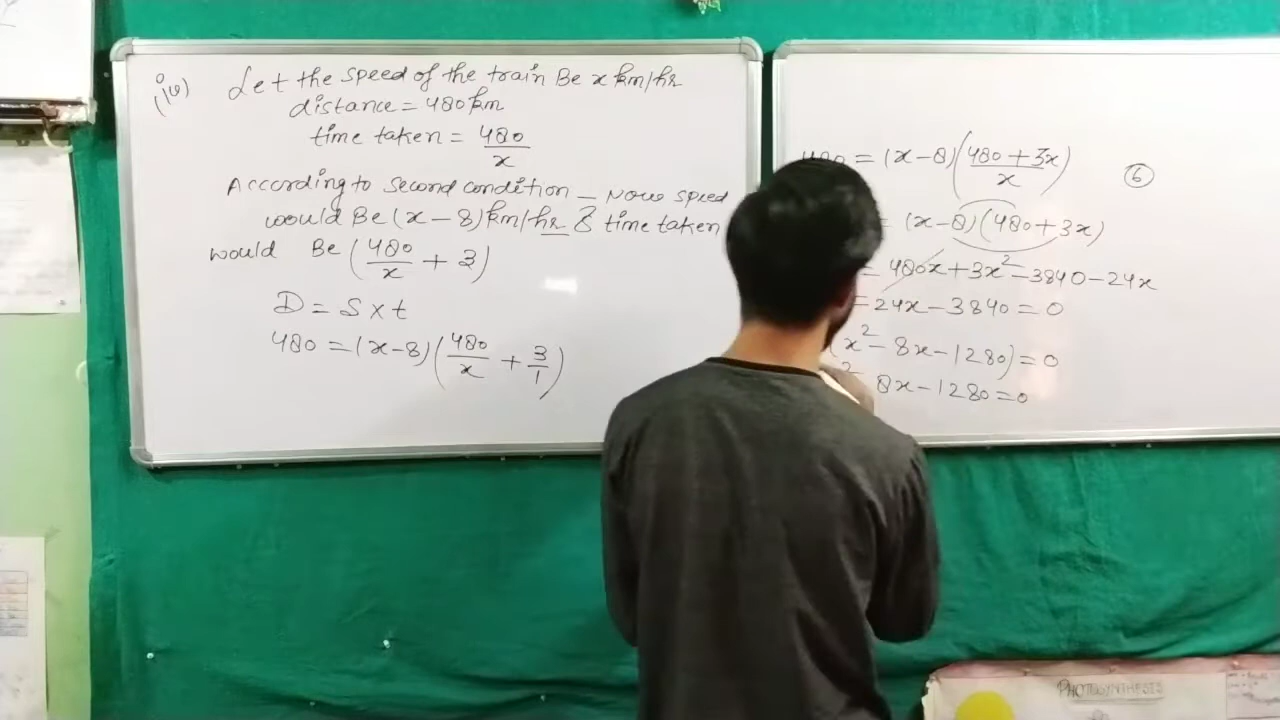 (iv) Let the speed of the train Be x km/hr
distance = 480 km
time taken = 480/x
According to second condition – Now speed
would Be (x – 8) km/hr & time taken
would Be (480/x + 3)
D = S x t
480 = (x-8)(480/x + 3/1)
480 = (x-8)((480+3x)/x)
6
= (x-8)(480+3x)
= 480x + 3x² - 3840 - 24x
= 24x - 3840 = 0
(x² - 8x - 1280) = 0
² 8x - 1280 = 0
PHOTOSYNTHESIS